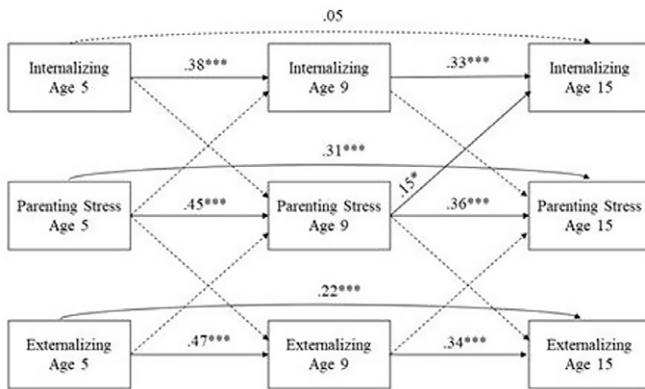 .05
Internalizing
Age 5
.38***
Internalizing
Age 9
.33***
Internalizing
Age 15
.31***
.15*
Parenting Stress
Age 5
.45***
Parenting Stress
Age 9
.36***
Parenting Stress
Age 15
.22***
Externalizing
Age 5
.47***
Externalizing
Age 9
.34***
Externalizing
Age 15